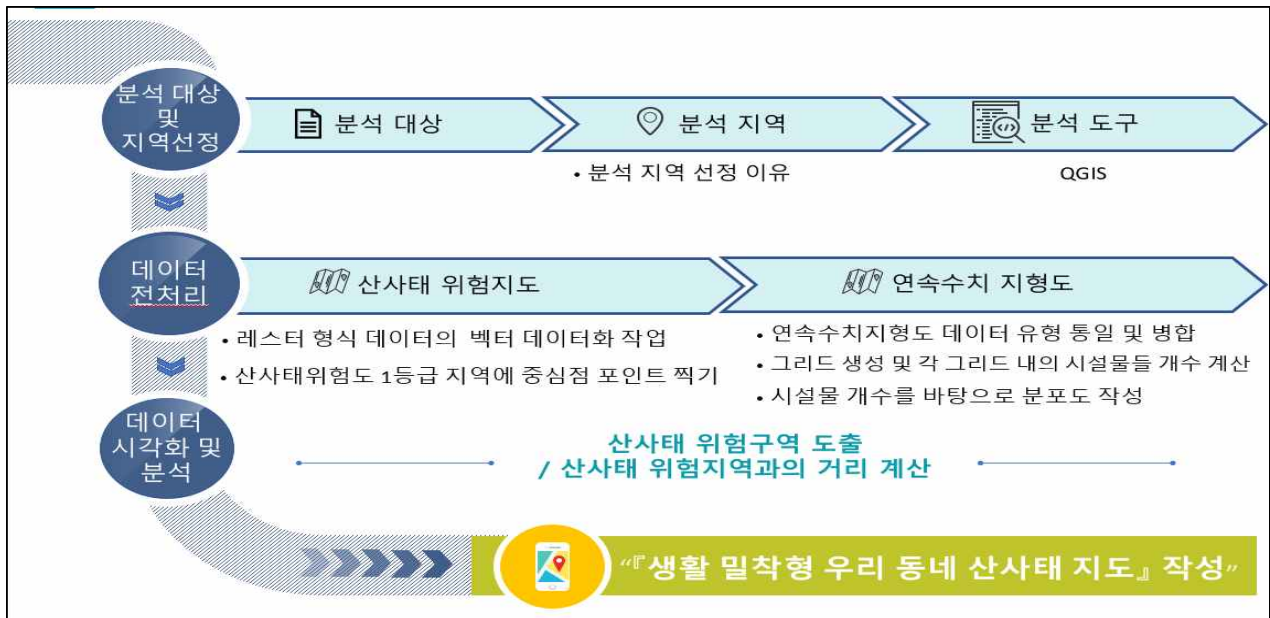 분석 대상
및
지역선정
분석 대상
분석 지역
분석 도구
• 분석 지역 선정 이유
QGIS
데이터
전처리
산사태 위험지도
연속수치 지형도
• 레스터 형식 데이터의 벡터 데이터화 작업
• 산사태위험도 1등급 지역에 중심점 포인트 찍기
• 연속수치지형도 데이터 유형 통일 및 병합
• 그리드 생성 및 각 그리드 내의 시설물들 개수 계산
• 시설물 개수를 바탕으로 분포도 작성
데이터
시각화 및
분석
산사태 위험구역 도출
/ 산사태 위험지역과의 거리 계산
“『생활 밀착형 우리 동네 산사태 지도』 작성”